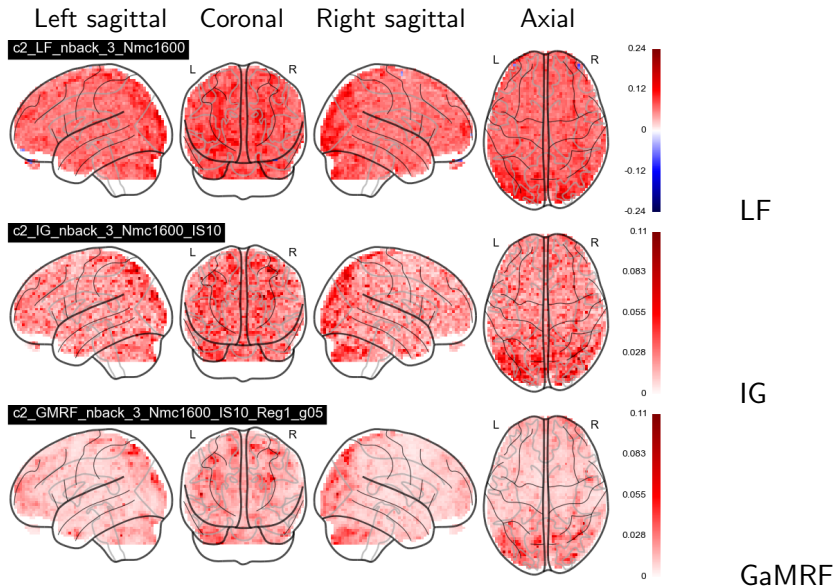 Left sagittal Coronal Right sagittal Axial
c2_LF_nback_3_Nmc1600
L R L R
0.24
0.12
0
-0.12
-0.24
LF
c2_IG_nback_3_Nmc1600_IS10
L R L R
0.11
0.083
0.055
0.028
0
IG
c2_GMRF_nback_3_Nmc1600_IS10_Reg1_g05
L R L R
0.11
0.083
0.055
0.028
0
GaMRF